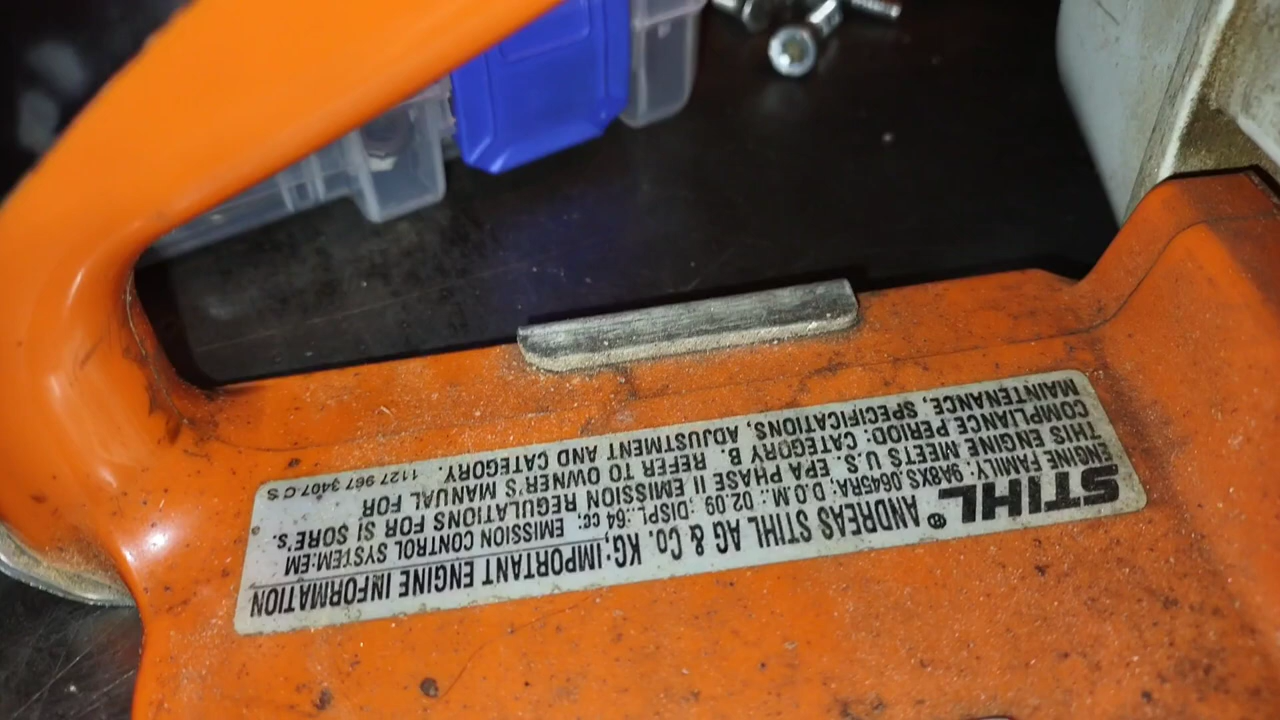 STIHL® ANDREAS STIHL AG & Co. KG; IMPORTANT ENGINE INFORMATION
ENGINE FAMILY: 9A8XS.0645RA; D.O.M.: 02.09 ;DISPL.:64 cc; EMISSION CONTROL SYSTEM:EM
THIS ENGINE MEETS U.S. EPA PHASE II EMISSION REGULATIONS FOR SI SORE's.
COMPLIANCE PERIOD: CATEGORY B. REFER TO OWNER'S MANUAL FOR
MAINTENANCE, SPECIFICATIONS, ADJUSTMENT AND CATEGORY. 1127 967 3407 C S